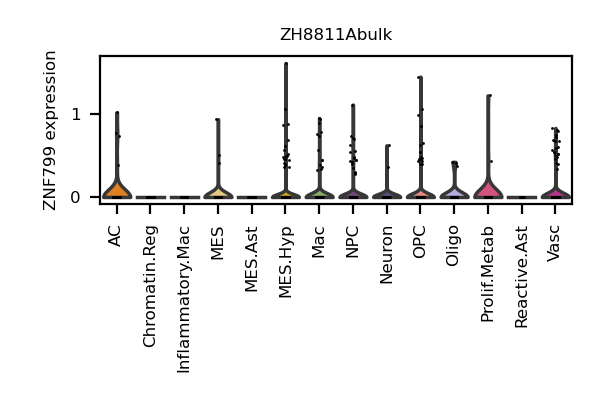 ZH8811Abulk
ZNF799 expression
1
0
AC
Chromatin.Reg
Inflammatory.Mac
MES
MES.Ast
MES.Hyp
Mac
NPC
Neuron
OPC
Oligo
Prolif.Metab
Reactive.Ast
Vasc